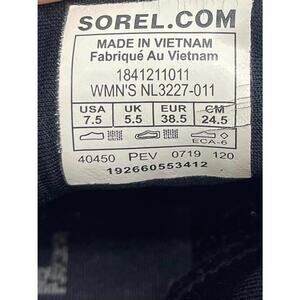 SOREL.COM
MADE IN VIETNAM
Fabriqué Au Vietnam
1841211011
WMN'S NL3227-011
USA UK EUR CM
7.5 5.5 38.5 24.5
ECA-6
40450 PEV 0719 120
192660553412